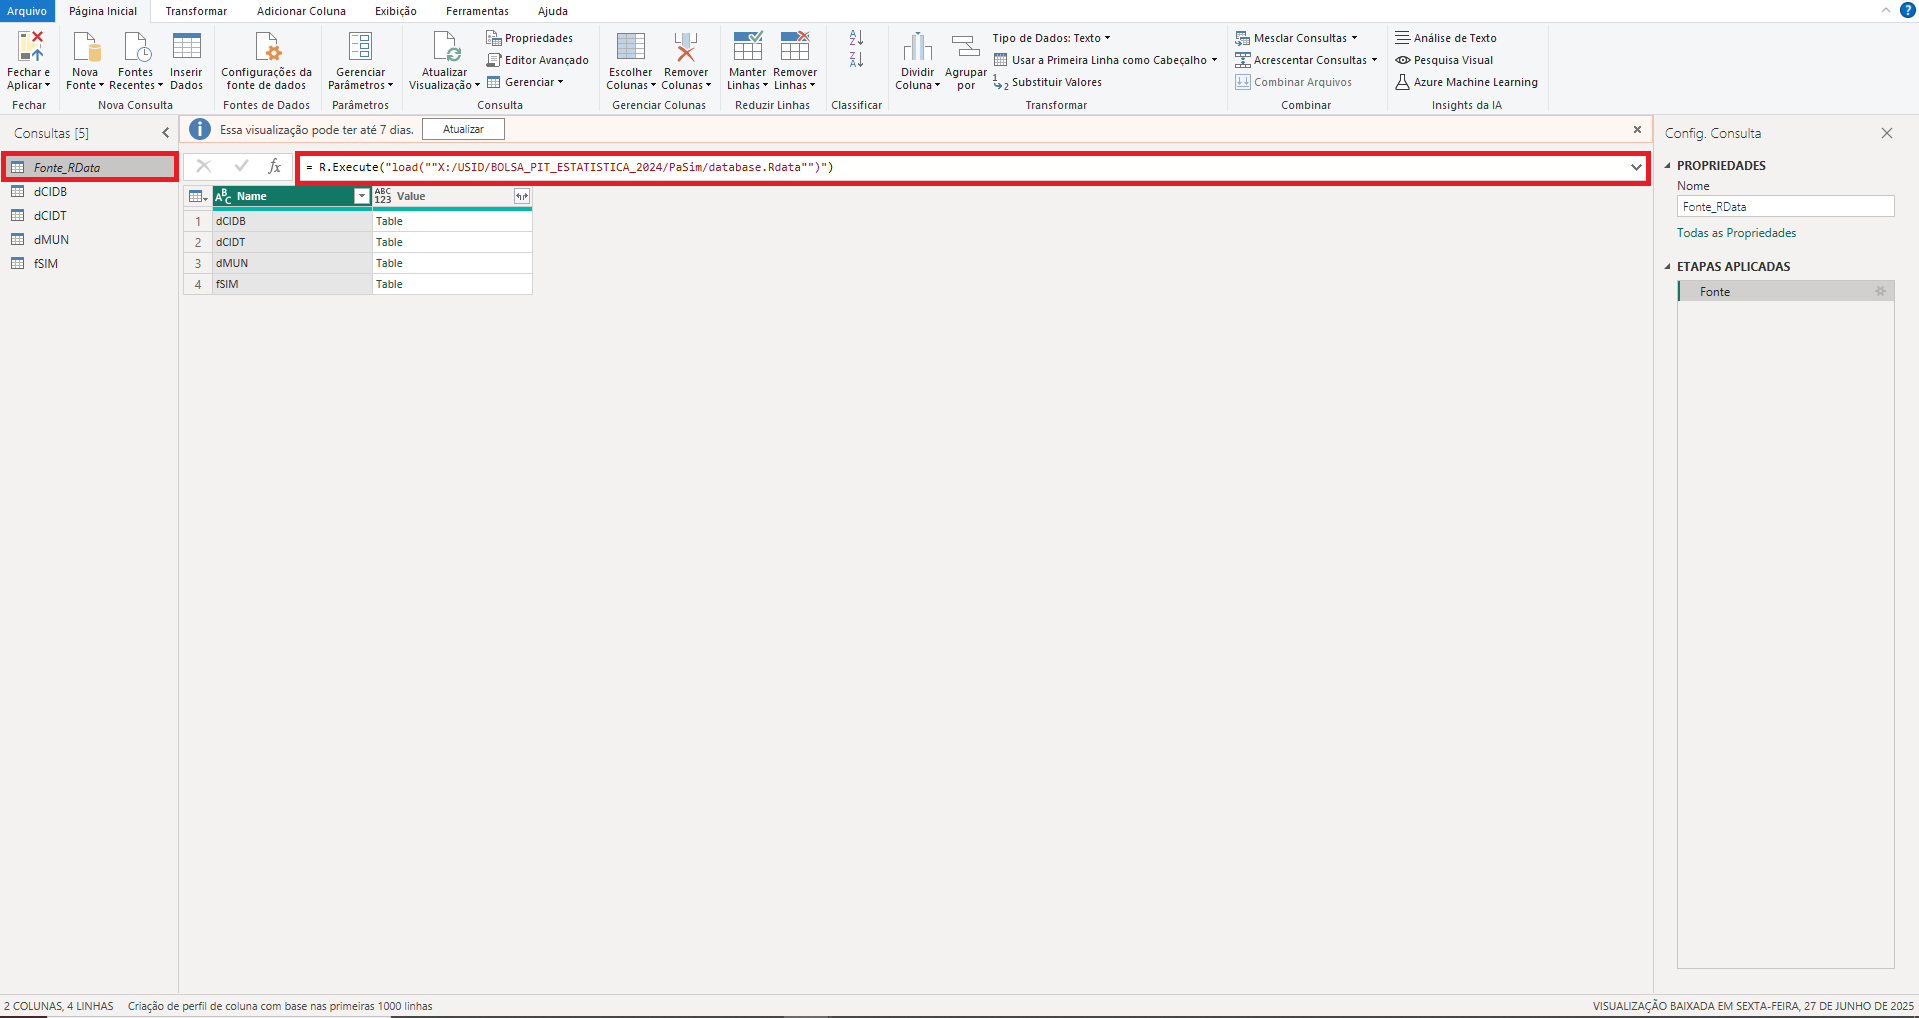 Arquivo Página Inicial Transformar Adicionar Coluna Exibição Ferramentas Ajuda ?
Fechar e Aplicar
Fechar
Nova Fonte
Fontes Recentes
Inserir Dados
Nova Consulta
Configurações da fonte de dados
Fontes de Dados
Gerenciar Parâmetros
Parâmetros
Atualizar Visualização
Propriedades
Editor Avançado
Gerenciar
Consulta
Escolher Colunas
Remover Colunas
Gerenciar Colunas
Manter Linhas
Remover Linhas
Reduzir Linhas
A Z
Z A
Classificar
Dividir Coluna
Agrupar por
Tipo de Dados: Texto
Usar a Primeira Linha como Cabeçalho
1 2 Substituir Valores
Transformar
Mesclar Consultas
Acrescentar Consultas
Combinar Arquivos
Combinar
Análise de Texto
Pesquisa Visual
Azure Machine Learning
Insights da IA
Consultas [5]
Fonte_RData
dCIDB
dCIDT
dMUN
fSIM
i Essa visualização pode ter até 7 dias. Atualizar
fx = R.Execute("load(""X:/USID/BOLSA_PIT_ESTATISTICA_2024/PaSim/database.Rdata"")")
ABC Name ABC 123 Value
1 dCIDB Table
2 dCIDT Table
3 dMUN Table
4 fSIM Table
Config. Consulta
PROPRIEDADES
Nome
Fonte_RData
Todas as Propriedades
ETAPAS APLICADAS
Fonte
2 COLUNAS, 4 LINHAS Criação de perfil de coluna com base nas primeiras 1000 linhas
VISUALIZAÇÃO BAIXADA EM SEXTA-FEIRA, 27 DE JUNHO DE 2025